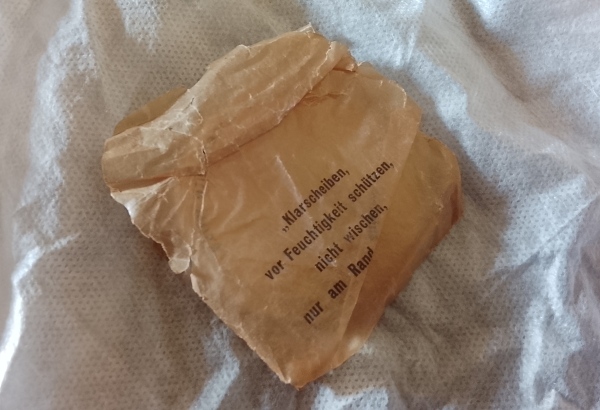 „Klarscheiben,
vor Feuchtigkeit schützen,
nicht wischen,
nur am Rand